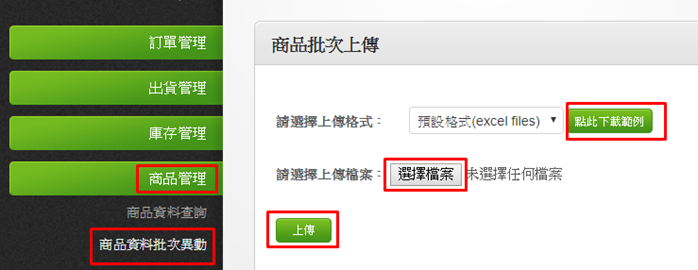 訂單管理
出貨管理
庫存管理
商品管理
商品資料查詢
商品資料批次異動
商品批次上傳
請選擇上傳格式： 預設格式(excel files) 點此下載範例
請選擇上傳檔案： 選擇檔案 未選擇任何檔案
上傳